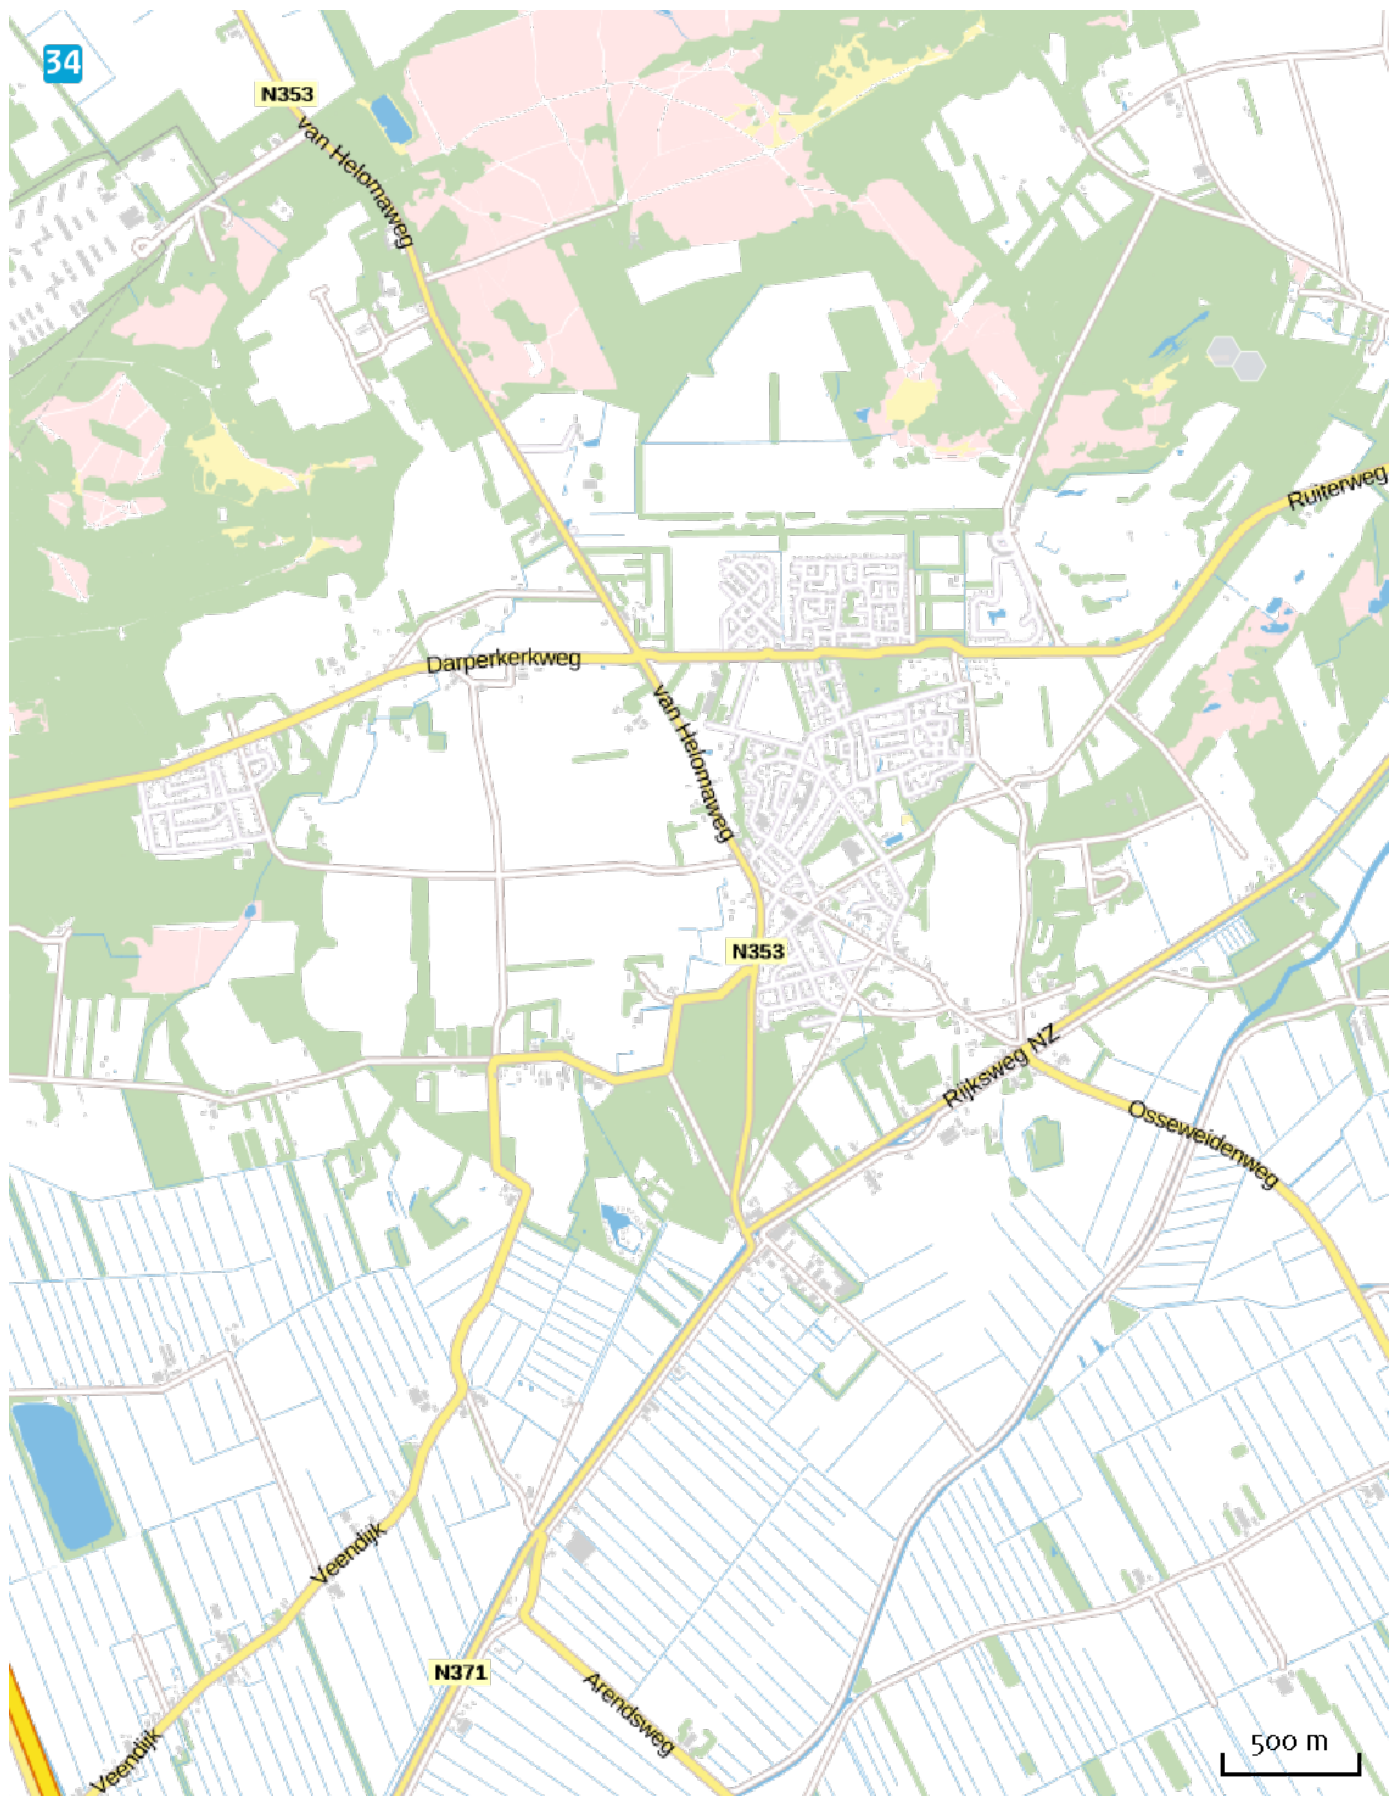 34
N353
van Helomaweg
Ruiterweg
Darperkerkweg
van Helomaweg
N353
Rijksweg NZ
Osseweidenweg
Veendijk
N371
Arendsweg
Veendijk
500 m